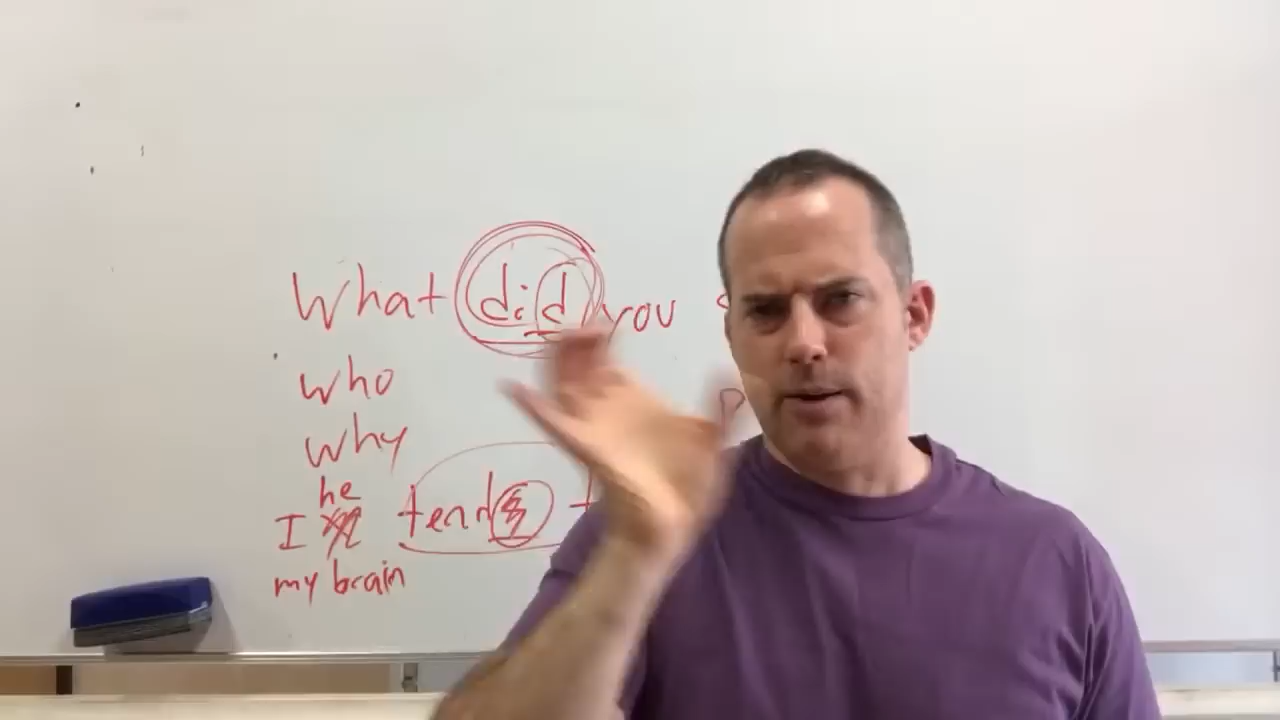 What did you
who
why
he
I tends t
my brain